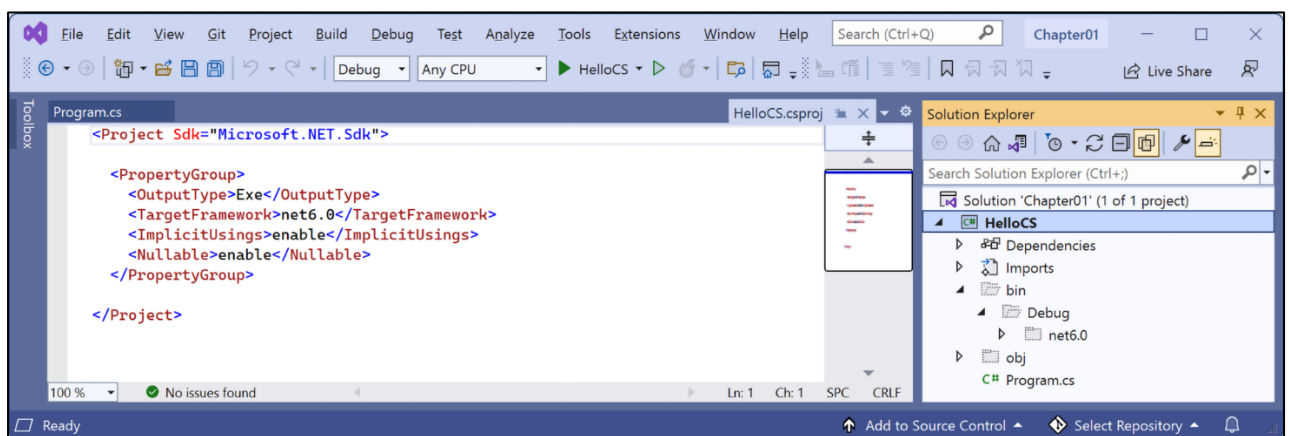 File Edit View Git Project Build Debug Test Analyze Tools Extensions Window Help Search (Ctrl+Q) Chapter01
Debug Any CPU HelloCS Live Share
Toolbox
Program.cs HelloCS.csproj
<Project Sdk="Microsoft.NET.Sdk">
<PropertyGroup>
<OutputType>Exe</OutputType>
<TargetFramework>net6.0</TargetFramework>
<ImplicitUsings>enable</ImplicitUsings>
<Nullable>enable</Nullable>
</PropertyGroup>
</Project>
100 % No issues found Ln: 1 Ch: 1 SPC CRLF
Solution Explorer
Search Solution Explorer (Ctrl+;)
Solution 'Chapter01' (1 of 1 project)
C# HelloCS
Dependencies
Imports
bin
Debug
net6.0
obj
C# Program.cs
Ready Add to Source Control Select Repository